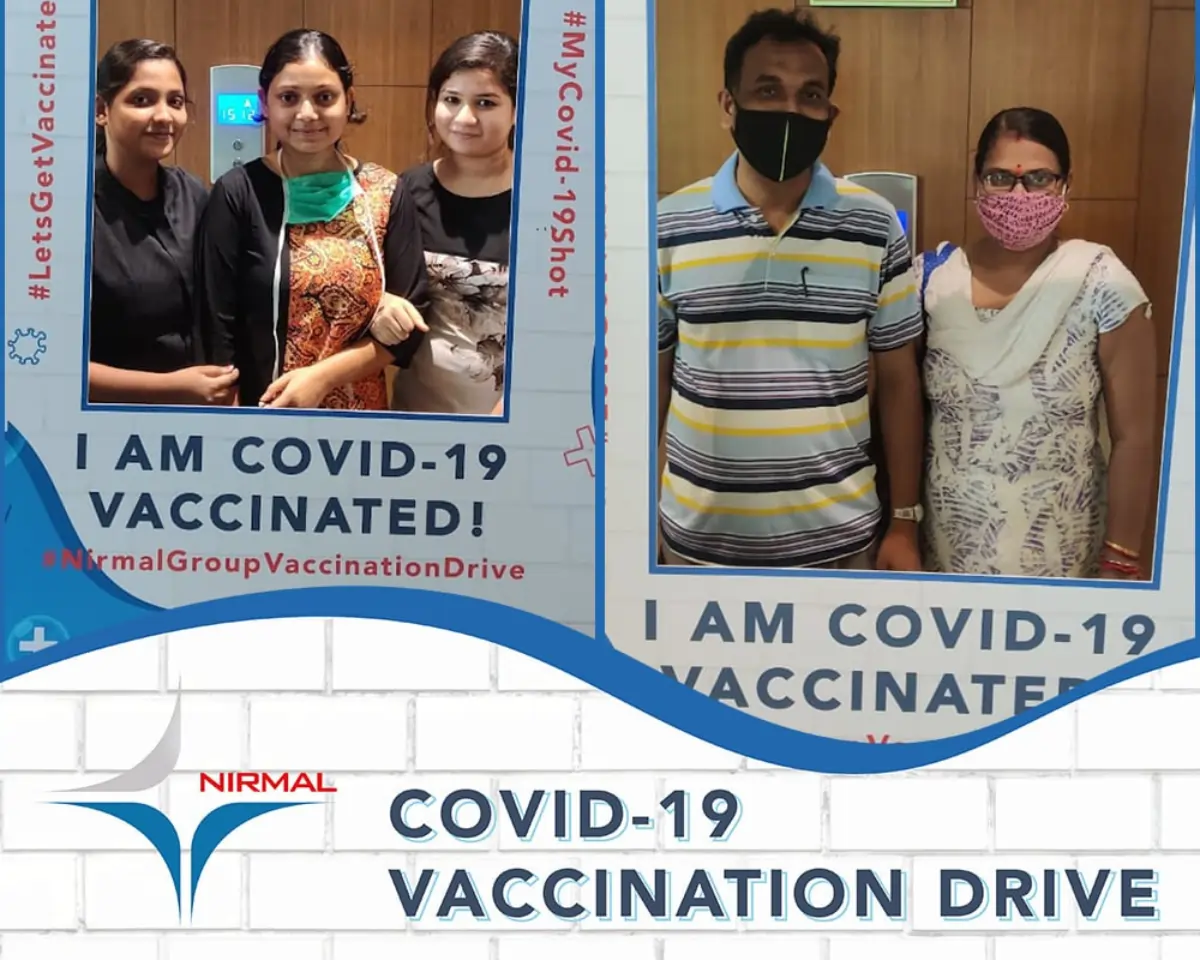 #LetsGetVaccinated
#MyCovid-19Shot
I AM COVID-19
VACCINATED!
#NirmalGroupVaccinationDrive
I AM COVID-19
NIRMAL
COVID-19
VACCINATION DRIVE